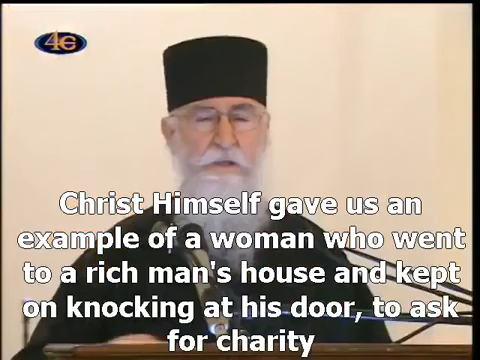 4E
Christ Himself gave us an
example of a woman who went
to a rich man's house and kept
on knocking at his door, to ask
for charity